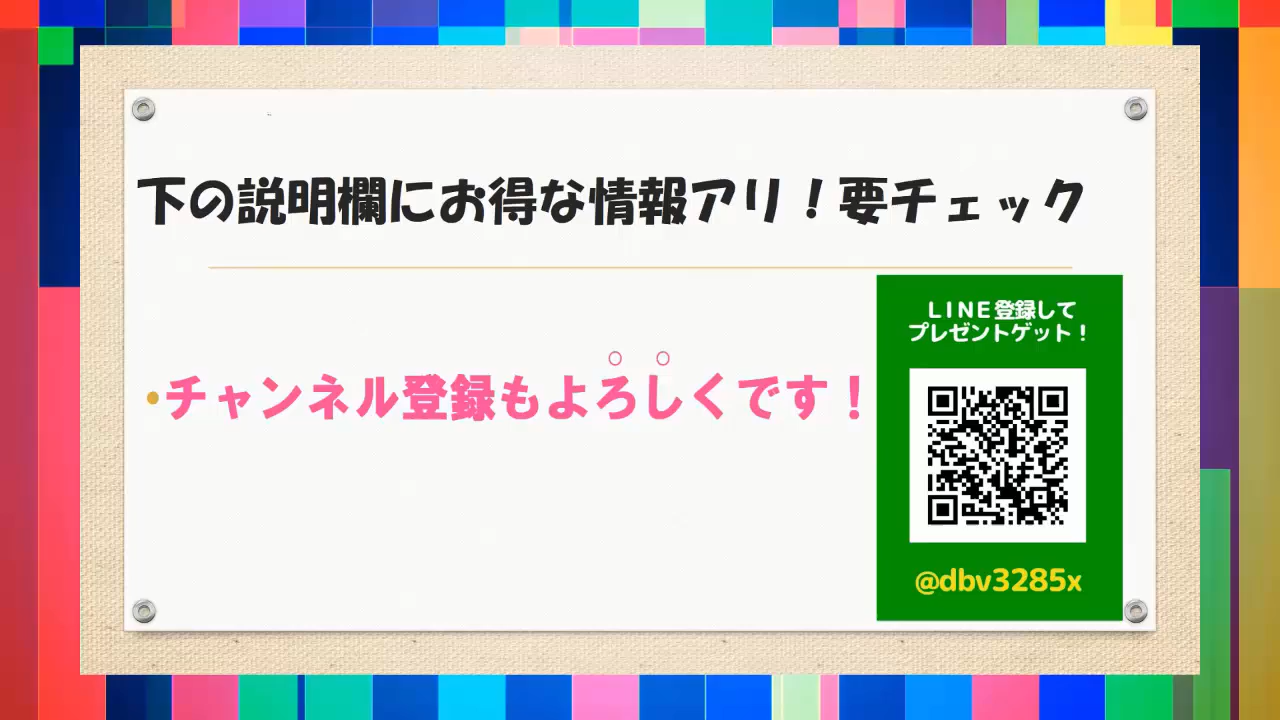 下の説明欄にお得な情報アリ！要チェック
•チャンネル登録もよろしくです！
LINE登録して
プレゼントゲット！
@dbv3285x